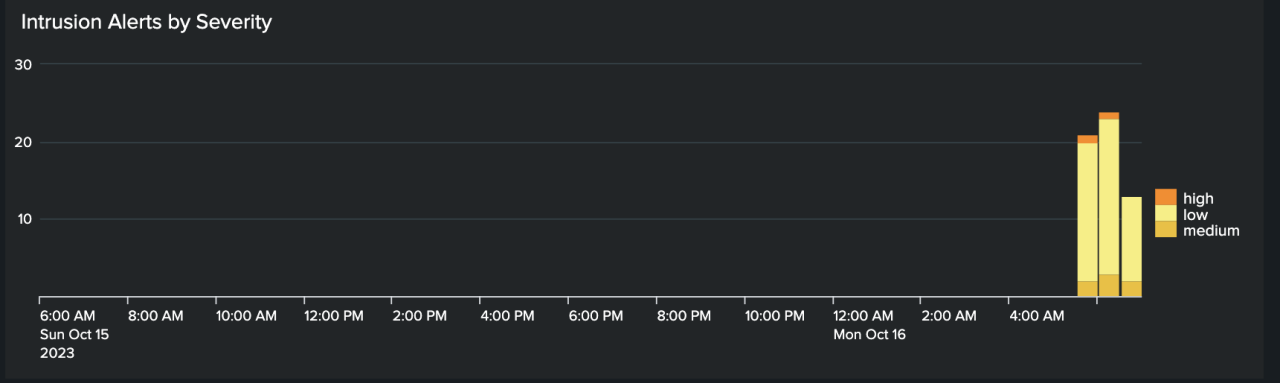 Intrusion Alerts by Severity
30
20
10
high
low
medium
6:00 AM 8:00 AM 10:00 AM 12:00 PM 2:00 PM 4:00 PM 6:00 PM 8:00 PM 10:00 PM 12:00 AM 2:00 AM 4:00 AM
Sun Oct 15 Mon Oct 16
2023